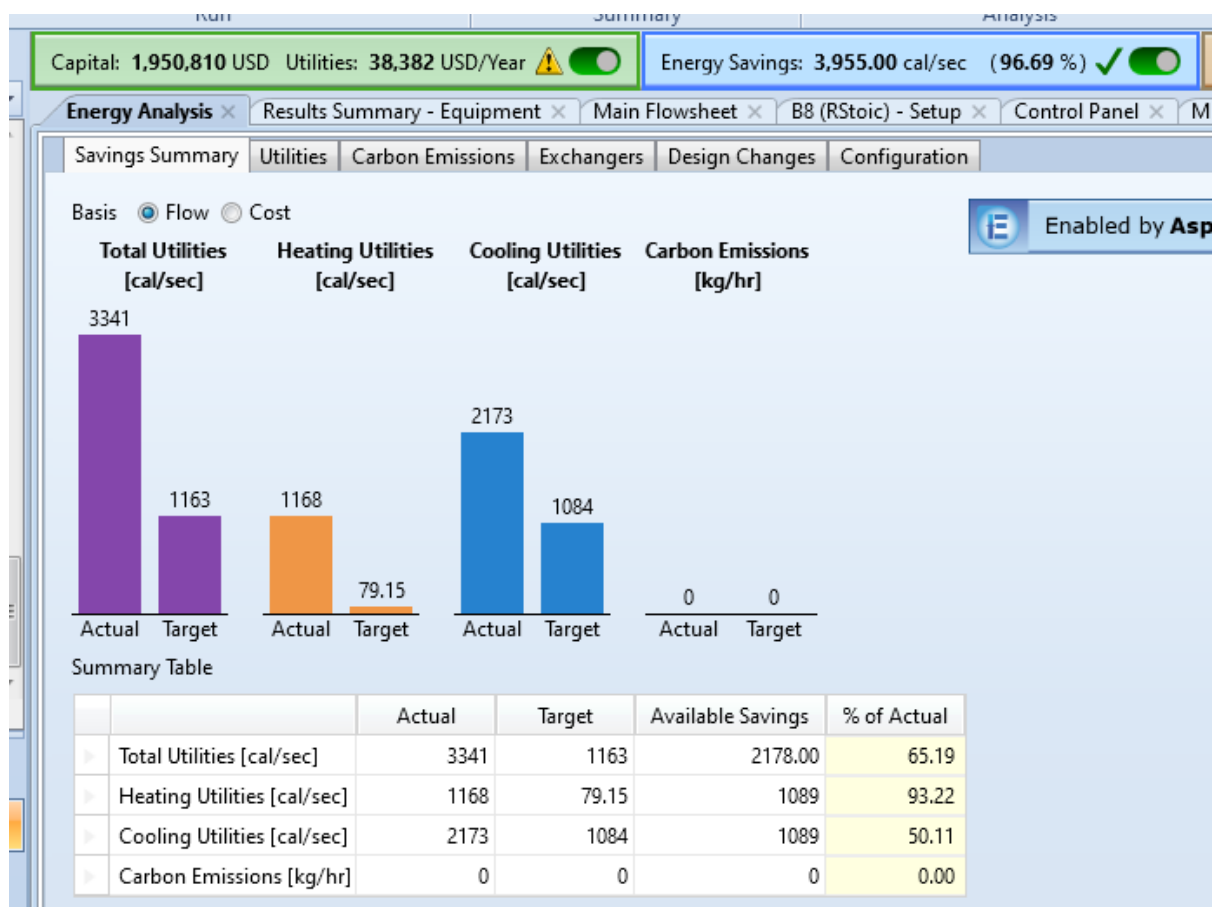 Run Summary Analysis
Capital: 1,950,810 USD Utilities: 38,382 USD/Year Energy Savings: 3,955.00 cal/sec (96.69 %)
Energy Analysis Results Summary - Equipment Main Flowsheet B8 (RStoic) - Setup Control Panel M
Savings Summary Utilities Carbon Emissions Exchangers Design Changes Configuration
Basis Flow Cost
Enabled by Asp
Total Utilities Heating Utilities Cooling Utilities Carbon Emissions
[cal/sec] [cal/sec] [cal/sec] [kg/hr]
3341
2173
1163 1168 1084
79.15 0 0
Actual Target Actual Target Actual Target Actual Target
Summary Table
Actual Target Available Savings % of Actual
Total Utilities [cal/sec] 3341 1163 2178.00 65.19
Heating Utilities [cal/sec] 1168 79.15 1089 93.22
Cooling Utilities [cal/sec] 2173 1084 1089 50.11
Carbon Emissions [kg/hr] 0 0 0 0.00